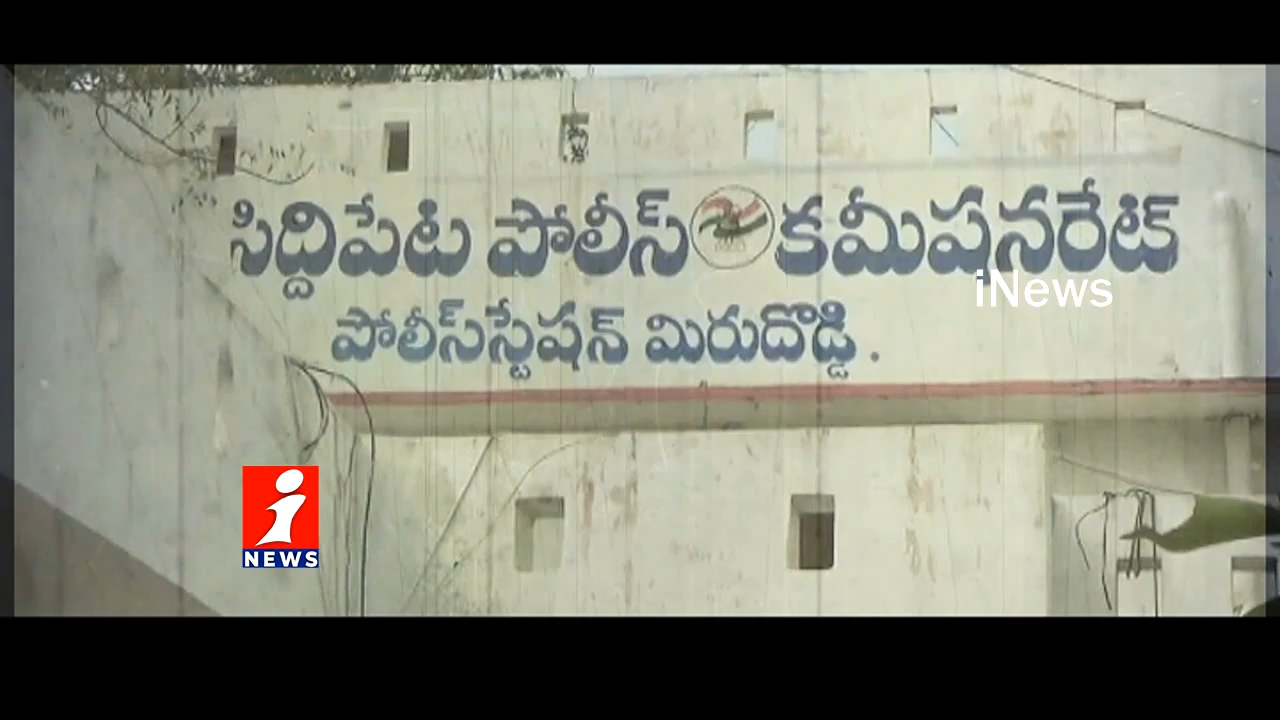 సిద్దిపేట పోలీస్ కమీషనరేట్
iNews
పోలీస్‌స్టేషన్ మిరుదొడ్డి.
i
NEWS